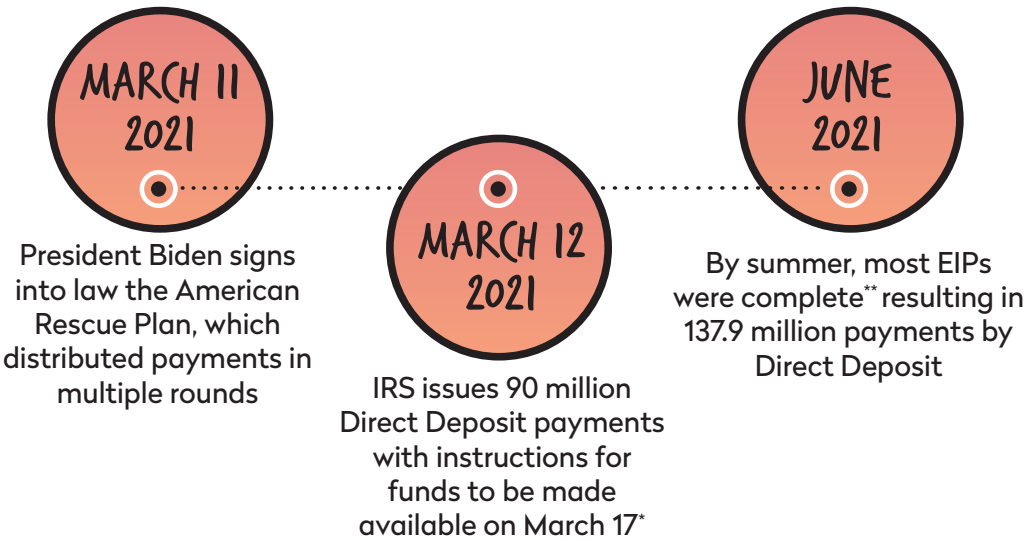 MARCH 11
2021
President Biden signs
into law the American
Rescue Plan, which
distributed payments in
multiple rounds
MARCH 12
2021
IRS issues 90 million
Direct Deposit payments
with instructions for
funds to be made
available on March 17*
JUNE
2021
By summer, most EIPs
were complete** resulting in
137.9 million payments by
Direct Deposit